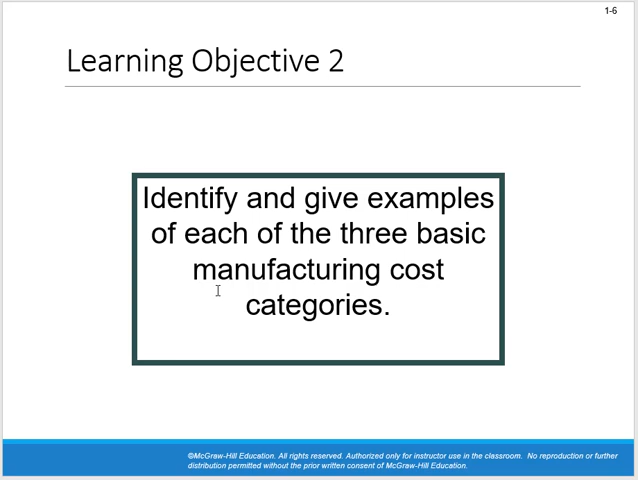 1-6
Learning Objective 2
Identify and give examples
of each of the three basic
manufacturing cost
categories.
©McGraw-Hill Education. All rights reserved. Authorized only for instructor use in the classroom. No reproduction or further
distribution permitted without the prior written consent of McGraw-Hill Education.